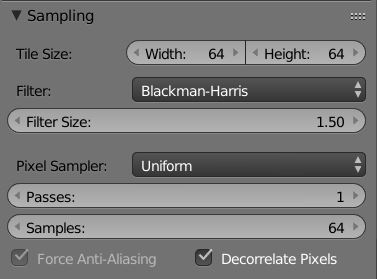 Sampling
Tile Size: Width: 64 Height: 64
Filter: Blackman-Harris
Filter Size: 1.50
Pixel Sampler: Uniform
Passes: 1
Samples: 64
Force Anti-Aliasing Decorrelate Pixels